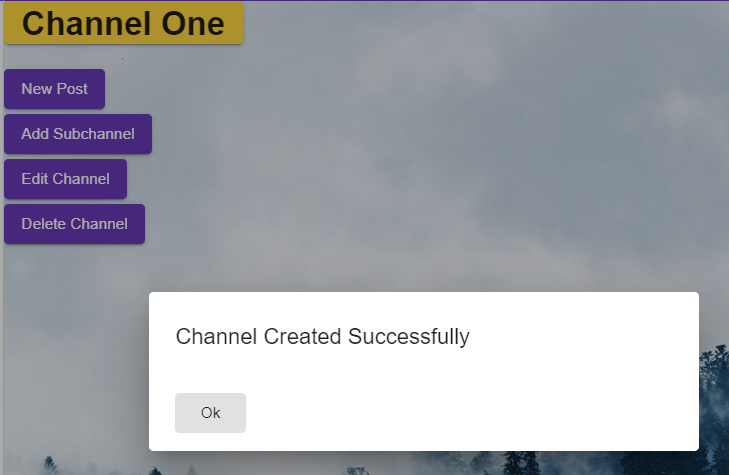 Channel One
New Post
Add Subchannel
Edit Channel
Delete Channel
Channel Created Successfully
Ok